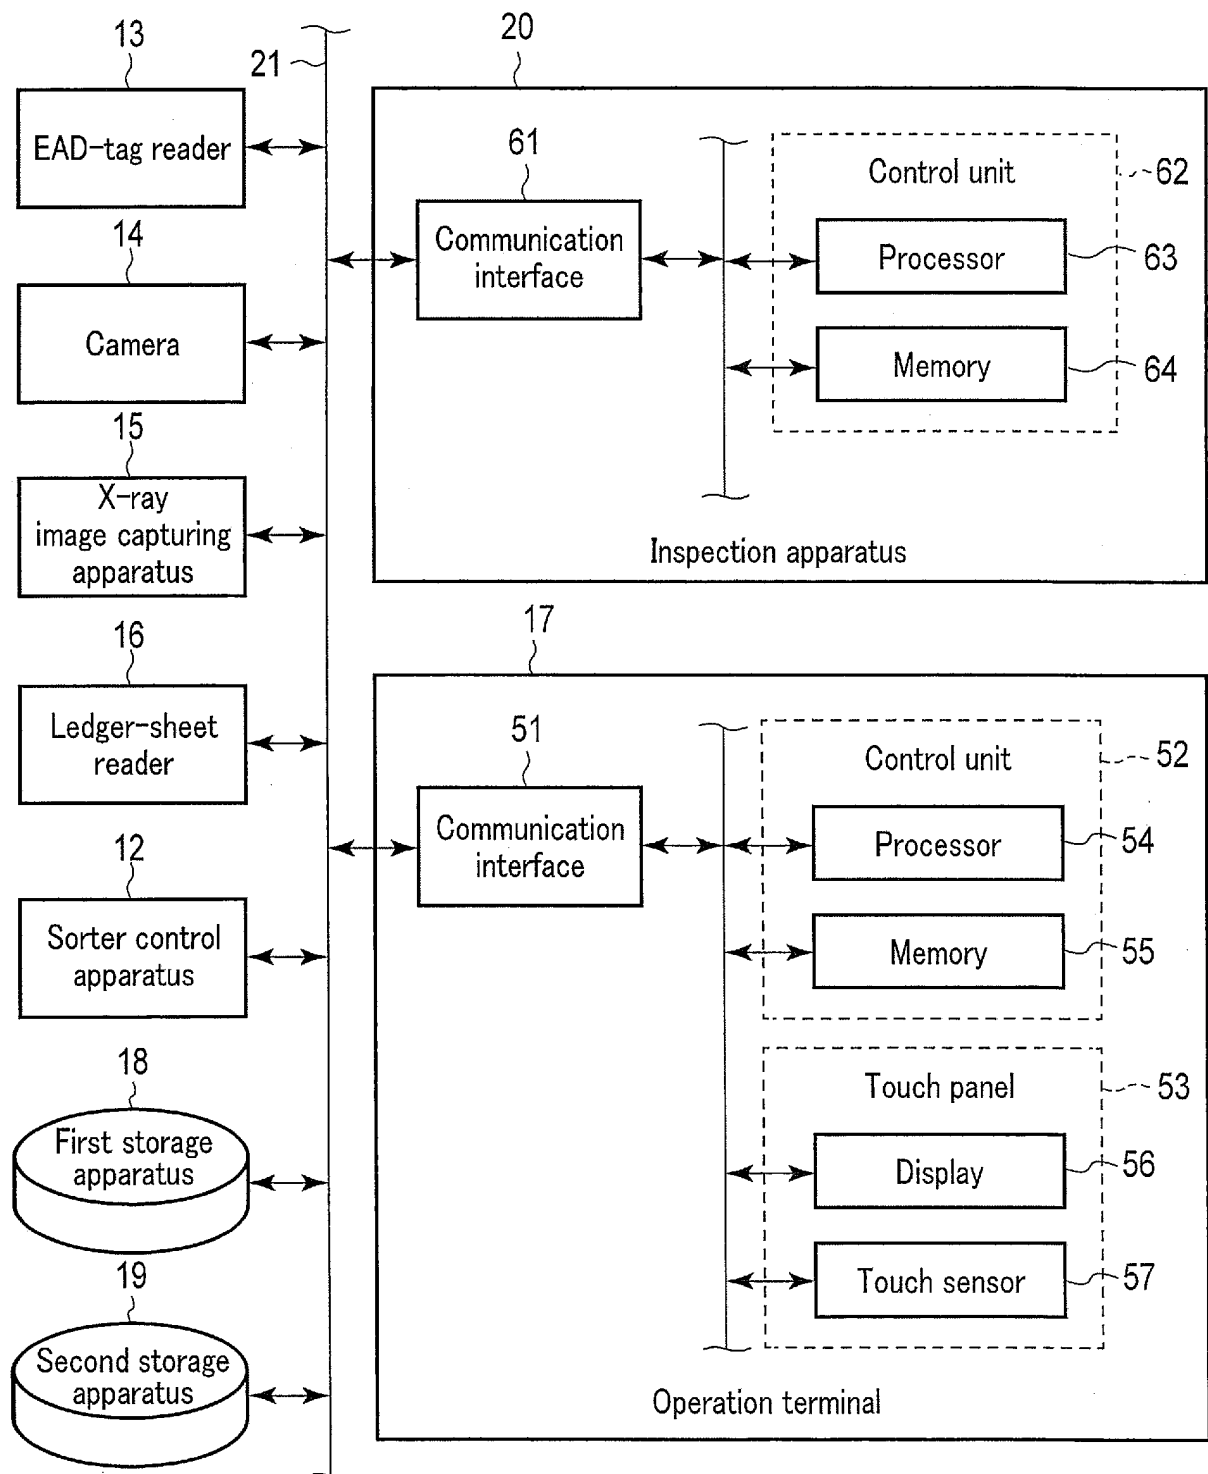 13
21
EAD-tag reader
14
Camera
15
X-ray
image capturing
apparatus
16
Ledger-sheet
reader
12
Sorter control
apparatus
18
First storage
apparatus
19
Second storage
apparatus
20
61
Communication
interface
Control unit
62
Processor
63
Memory
64
Inspection apparatus
17
51
Communication
interface
Control unit
52
Processor
54
Memory
55
Touch panel
53
Display
56
Touch sensor
57
Operation terminal